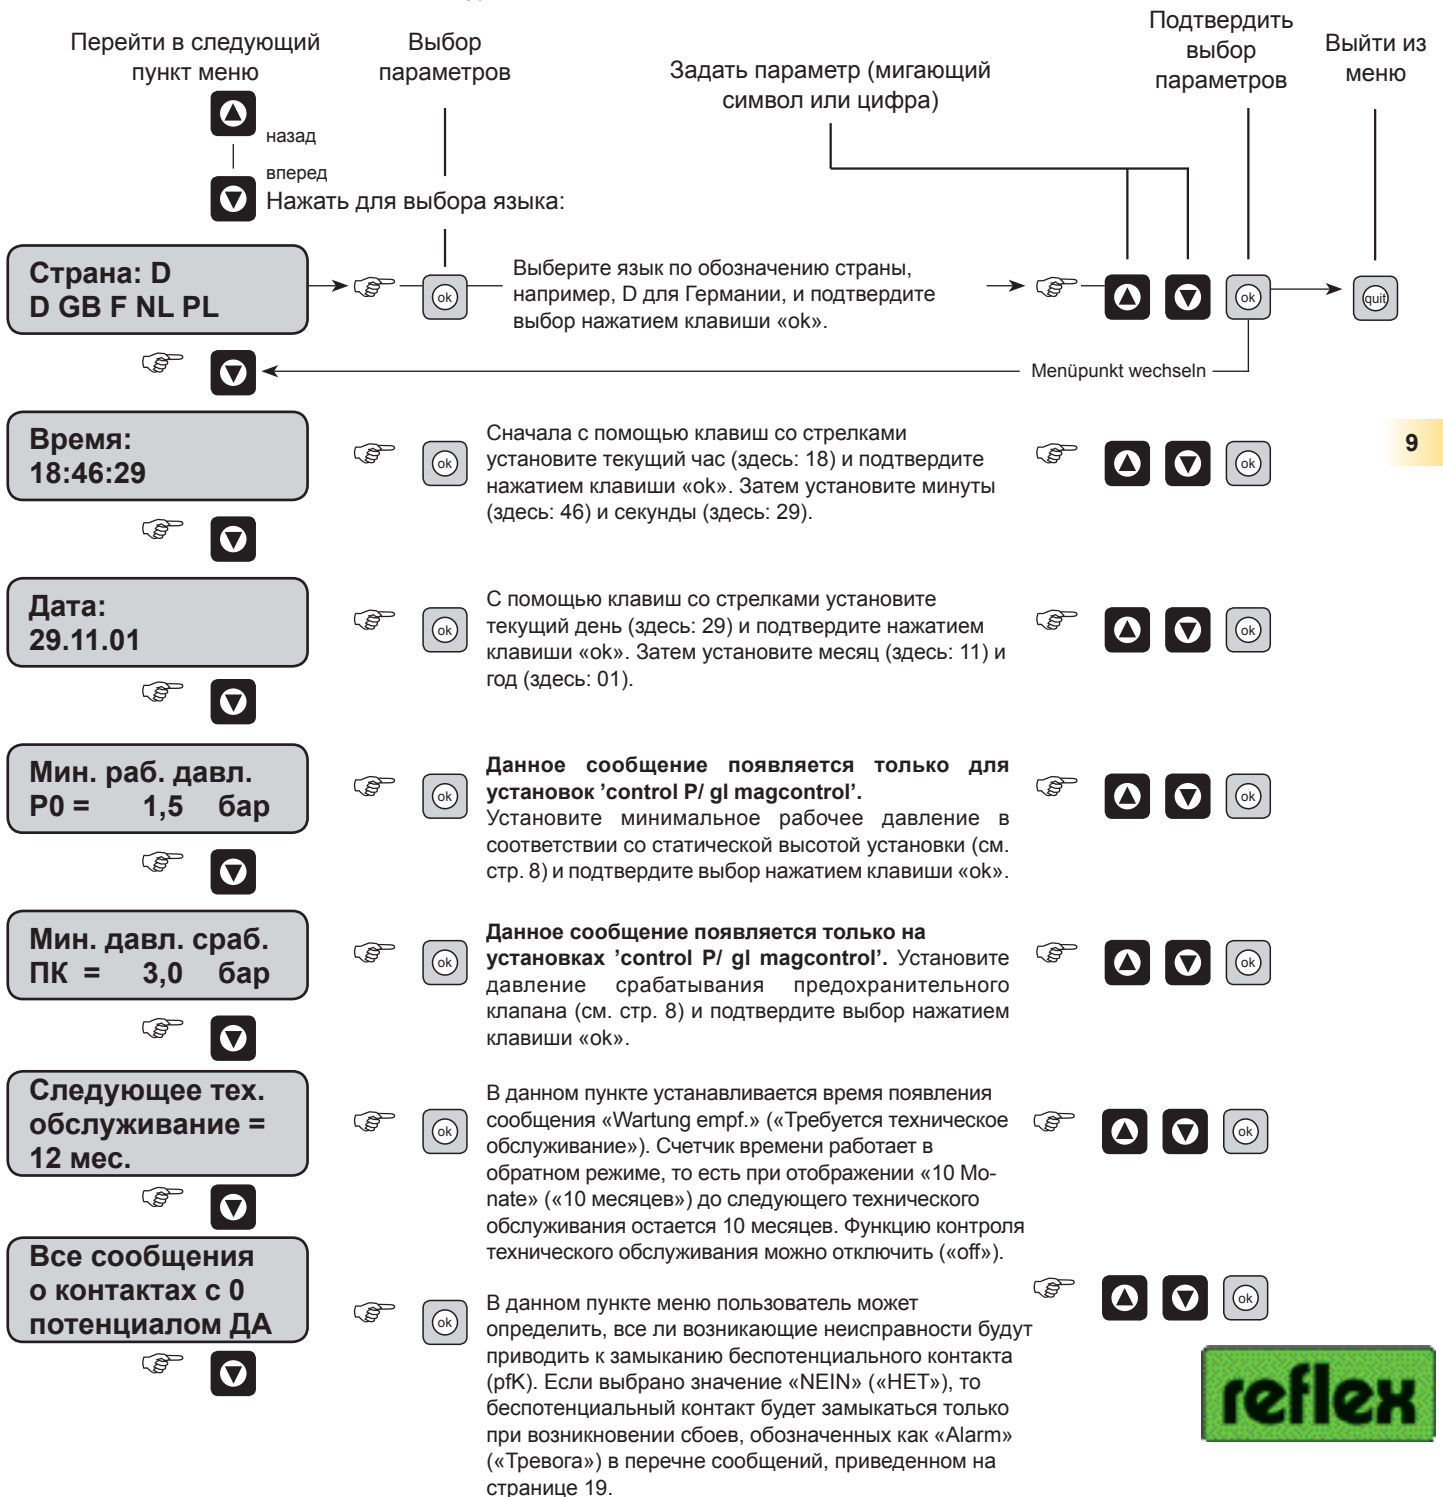 Перейти в следующий
пункт меню
Выбор
параметров
Задать параметр (мигающий
символ или цифра)
Подтвердить
выбор
параметров
Выйти из
меню
назад
вперед
Нажать для выбора языка:
Страна: D
D GB F NL PL
ok
Выберите язык по обозначению страны,
например, D для Германии, и подтвердите
выбор нажатием клавиши «ok».
ok
quit
Menüpunkt wechseln
9
Время:
18:46:29
ok
Сначала с помощью клавиш со стрелками
установите текущий час (здесь: 18) и подтвердите
нажатием клавиши «ok». Затем установите минуты
(здесь: 46) и секунды (здесь: 29).
ok
Дата:
29.11.01
ok
С помощью клавиш со стрелками установите
текущий день (здесь: 29) и подтвердите нажатием
клавиши «ok». Затем установите месяц (здесь: 11) и
год (здесь: 01).
ok
Мин. раб. давл.
P0 = 1,5 бар
ok
Данное сообщение появляется только для
установок ’control P/ gl magcontrol’.
Установите минимальное рабочее давление в
соответствии со статической высотой установки (см.
стр. 8) и подтвердите выбор нажатием клавиши «ok».
ok
Мин. давл. сраб.
ПК = 3,0 бар
ok
Данное сообщение появляется только на
установках ’control P/ gl magcontrol’. Установите
давление срабатывания предохранительного
клапана (см. стр. 8) и подтвердите выбор нажатием
клавиши «ok».
ok
Следующее тех.
обслуживание =
12 мес.
ok
В данном пункте устанавливается время появления
сообщения «Wartung empf.» («Требуется техническое
обслуживание»). Счетчик времени работает в
обратном режиме, то есть при отображении «10 Mo-
nate» («10 месяцев») до следующего технического
обслуживания остается 10 месяцев. Функцию контроля
технического обслуживания можно отключить («off»).
ok
Все сообщения
о контактах с 0
потенциалом ДА
ok
В данном пункте меню пользователь может
определить, все ли возникающие неисправности будут
приводить к замыканию беспотенциального контакта
(pfK). Если выбрано значение «NEIN» («НЕТ»), то
беспотенциальный контакт будет замыкаться только
при возникновении сбоев, обозначенных как «Alarm»
(«Тревога») в перечне сообщений, приведенном на
странице 19.
ok
reflex